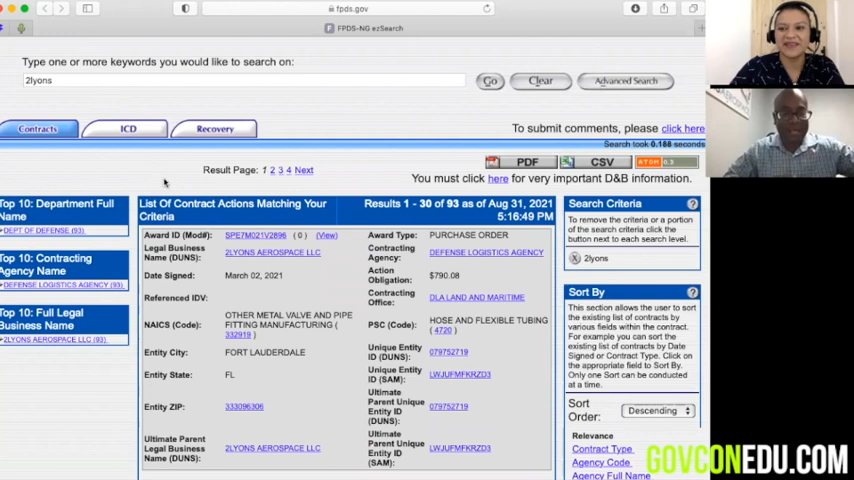 fpds.gov
FPDS-NG ezSearch
Type one or more keywords you would like to search on:
2lyons
Go
Clear
Advanced Search
Contracts
ICD
Recovery
To submit comments, please click here
Search took 0.188 seconds
Result Page: 1 2 3 4 Next
PDF
CSV
ATOM 0.3
You must click here for very important D&B information.
Top 10: Department Full
Name
DEPT OF DEFENSE (93)
Top 10: Contracting
Agency Name
DEFENSE LOGISTICS AGENCY (93)
Top 10: Full Legal
Business Name
2LYONS AEROSPACE LLC (93)
List Of Contract Actions Matching Your
Criteria
Results 1 - 30 of 93 as of Aug 31, 2021
5:16:49 PM
Award ID (Mod#): SPE7M021V2896 ( 0 ) (View)
Award Type: PURCHASE ORDER
Legal Business
Name (DUNS): 2LYONS AEROSPACE LLC
Contracting
Agency: DEFENSE LOGISTICS AGENCY
Date Signed: March 02, 2021
Action
Obligation: $790.08
Referenced IDV:
Contracting
Office: DLA LAND AND MARITIME
NAICS (Code): OTHER METAL VALVE AND PIPE
FITTING MANUFACTURING (
332919 )
PSC (Code): HOSE AND FLEXIBLE TUBING
( 4720 )
Entity City: FORT LAUDERDALE
Unique Entity
ID (DUNS): 079752719
Entity State: FL
Unique Entity
ID (SAM): LWJUFMFKRZD3
Entity ZIP: 333096306
Ultimate
Parent Unique
Entity ID
(DUNS): 079752719
Ultimate Parent
Legal Business
Name (DUNS): 2LYONS AEROSPACE LLC
Ultimate
Parent Unique
Entity ID
(SAM): LWJUFMFKRZD3
Search Criteria
?
To remove the criteria or a portion
of the search criteria click the
button next to each search level.
X 2lyons
Sort By
?
This section allows the user to sort
the existing list of contracts by
various fields within the contract.
For example you can sort the
existing list of contracts by Date
Signed or Contract Type. Click on
the appropriate field to Sort By.
Only one Sort can be conducted
at a time.
Sort
Order:
Descending
Relevance
Contract Type
Agency Code
Agency Full Name
GOVCONEDU.COM